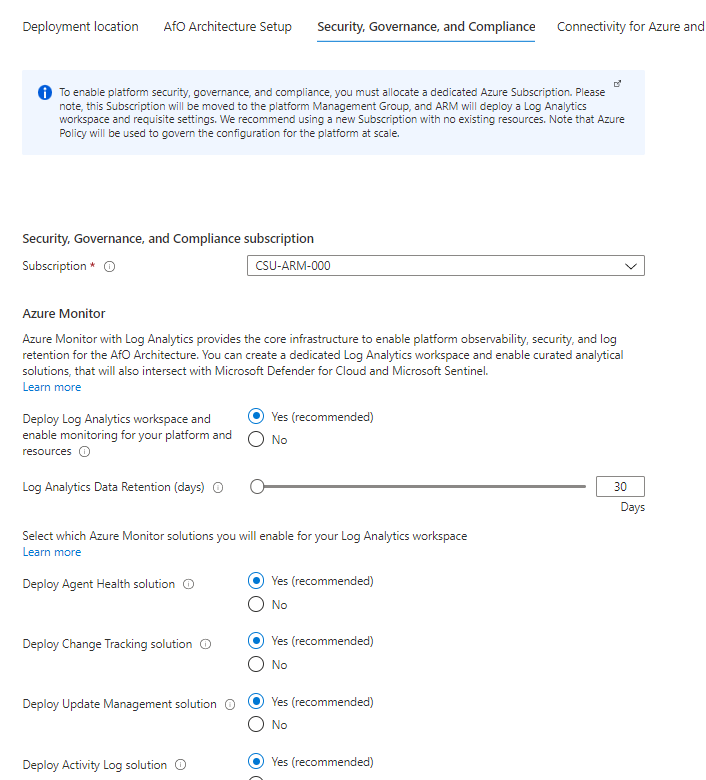 Deployment location AfO Architecture Setup Security, Governance, and Compliance Connectivity for Azure and
To enable platform security, governance, and compliance, you must allocate a dedicated Azure Subscription. Please
note, this Subscription will be moved to the platform Management Group, and ARM will deploy a Log Analytics
workspace and requisite settings. We recommend using a new Subscription with no existing resources. Note that Azure
Policy will be used to govern the configuration for the platform at scale.
Security, Governance, and Compliance subscription
Subscription * CSU-ARM-000
Azure Monitor
Azure Monitor with Log Analytics provides the core infrastructure to enable platform observability, security, and log
retention for the AfO Architecture. You can create a dedicated Log Analytics workspace and enable curated analytical
solutions, that will also intersect with Microsoft Defender for Cloud and Microsoft Sentinel.
Learn more
Deploy Log Analytics workspace and
enable monitoring for your platform and
resources
Yes (recommended)
No
Log Analytics Data Retention (days) 30
Days
Select which Azure Monitor solutions you will enable for your Log Analytics workspace
Learn more
Deploy Agent Health solution Yes (recommended)
No
Deploy Change Tracking solution Yes (recommended)
No
Deploy Update Management solution Yes (recommended)
No
Deploy Activity Log solution Yes (recommended)